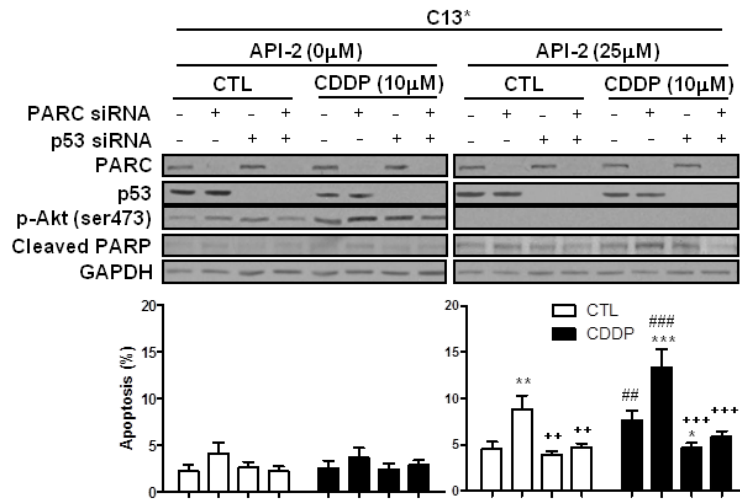 C13*
API-2 (0μM) API-2 (25μM)
CTL CDDP (10μM) CTL CDDP (10μM)
PARC siRNA - + - + - + - + - + - + - + - +
p53 siRNA - - + + - - + + - - + + - - + +
PARC
p53
p-Akt (ser473)
Cleaved PARP
GAPDH
20 20
CTL
CDDP
###
***
15 15
**
##
10 10
+++ +++
++ ++
*
5 5
0 0
Apoptosis (%)